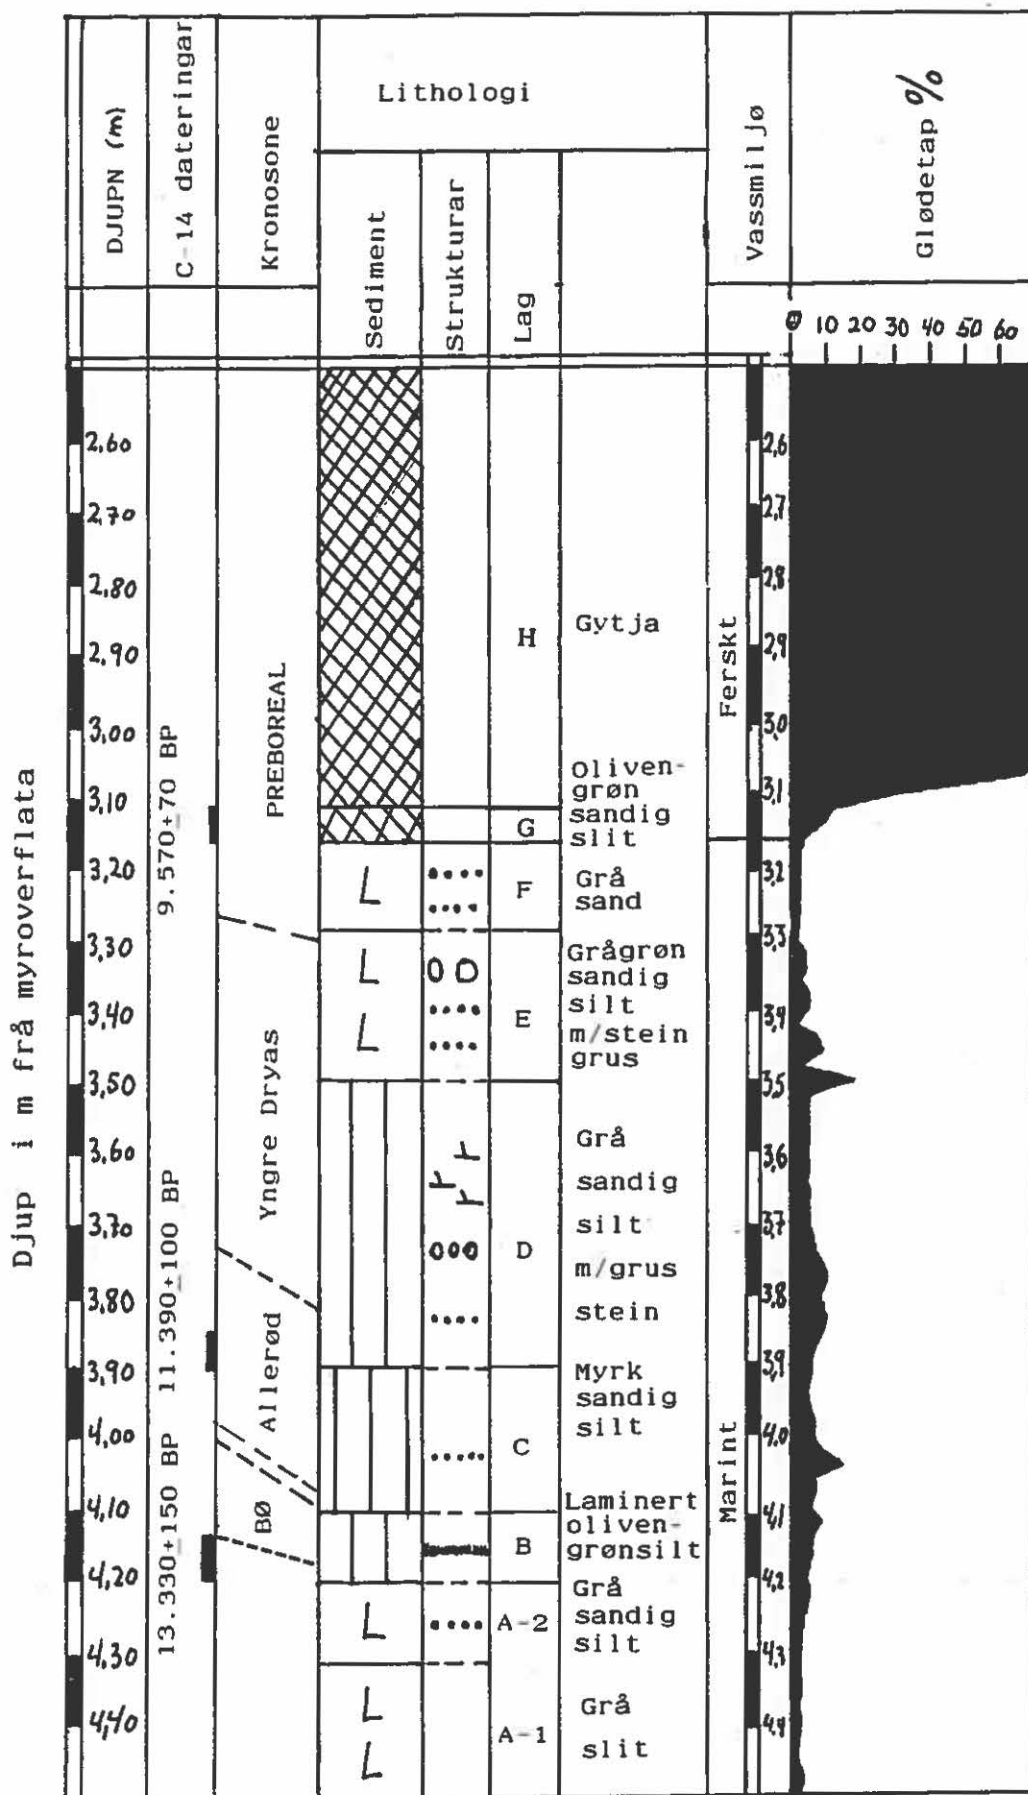 DJUPN (m)
C-14 dateringar
Kronosone
Lithologi
Sediment
Strukturar
Lag
Vassmiljø
Glødetap %
0 10 20 30 40 50 60
Djup i m frå myroverflata
2,60
2,70
2,80
2,90
3,00
3,10
3,20
3,30
3,40
3,50
3,60
3,70
3,80
3,90
4,00
4,10
4,20
4,30
4,40
9.570+70 BP
11.390+100 BP
13.330+150 BP
PREBOREAL
Yngre Dryas
Allerød
BØ
H
G
F
E
D
C
B
A-2
A-1
Gytja
Oliven-
grøn
sandig
slit
Grå
sand
Grågrøn
sandig
silt
m/stein
grus
Grå
sandig
silt
m/grus
stein
Myrk
sandig
silt
Laminert
oliven-
grønsilt
Grå
sandig
silt
Grå
slit
Ferskt
Marint
2,6
2,7
2,8
2,9
3,0
3,1
3,2
3,3
3,4
3,5
3,6
3,7
3,8
3,9
4,0
4,1
4,2
4,3
4,4